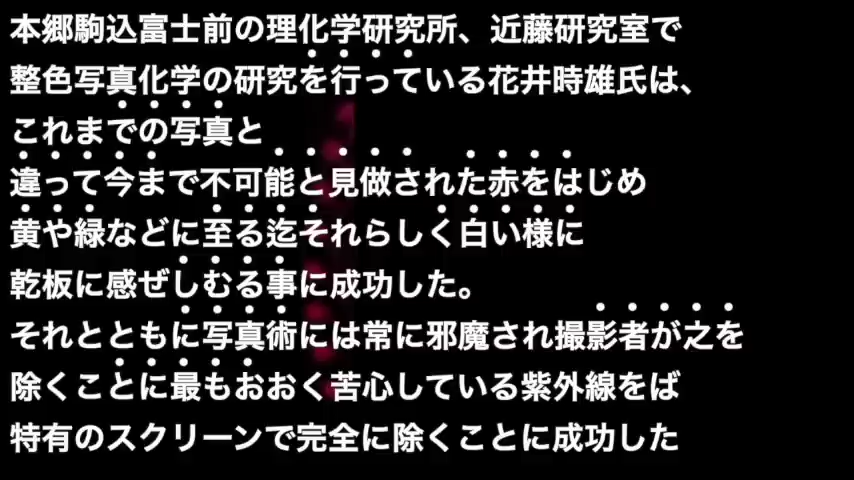 本郷駒込富士前の理化学研究所、近藤研究室で
整色写真化学の研究を行っている花井時雄氏は、
これまでの写真と
違って今まで不可能と見做された赤をはじめ
黄や緑などに至る迄それらしく白い様に
乾板に感ぜしむる事に成功した。
それとともに写真術には常に邪魔され撮影者が之を
除くことに最もおおく苦心している紫外線をば
特有のスクリーンで完全に除くことに成功した